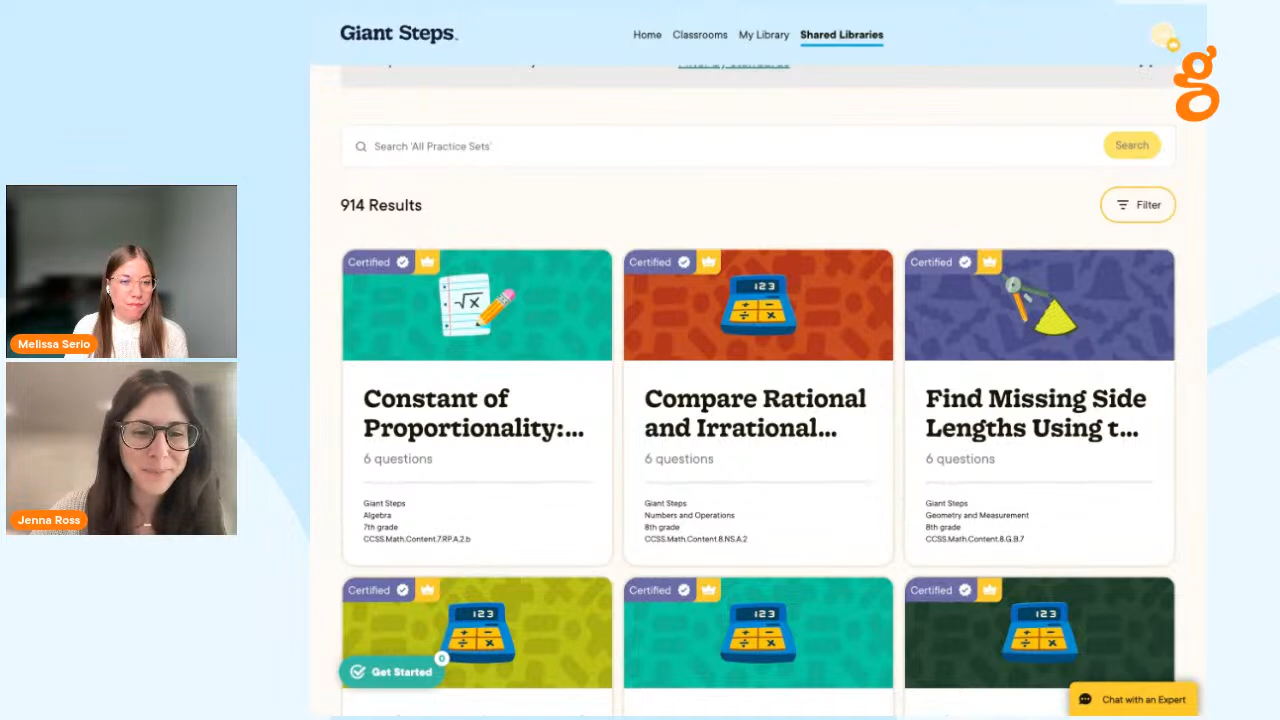 Giant Steps
Home
Classrooms
My Library
Shared Libraries
g
Search 'All Practice Sets'
Search
914 Results
Filter
Certified
Certified
Certified
√x
123
Constant of
Proportionality:...
Compare Rational
and Irrational...
Find Missing Side
Lengths Using t...
6 questions
6 questions
6 questions
Giant Steps
Algebra
7th grade
CCSS.Math.Content.7.RP.A.2.b
Giant Steps
Numbers and Operations
8th grade
CCSS.Math.Content.8.NS.A.2
Giant Steps
Geometry and Measurement
8th grade
CCSS.Math.Content.8.G.B.7
Certified
Certified
Certified
123
123
123
Get Started
0
Chat with an Expert
Melissa Serio
Jenna Ross